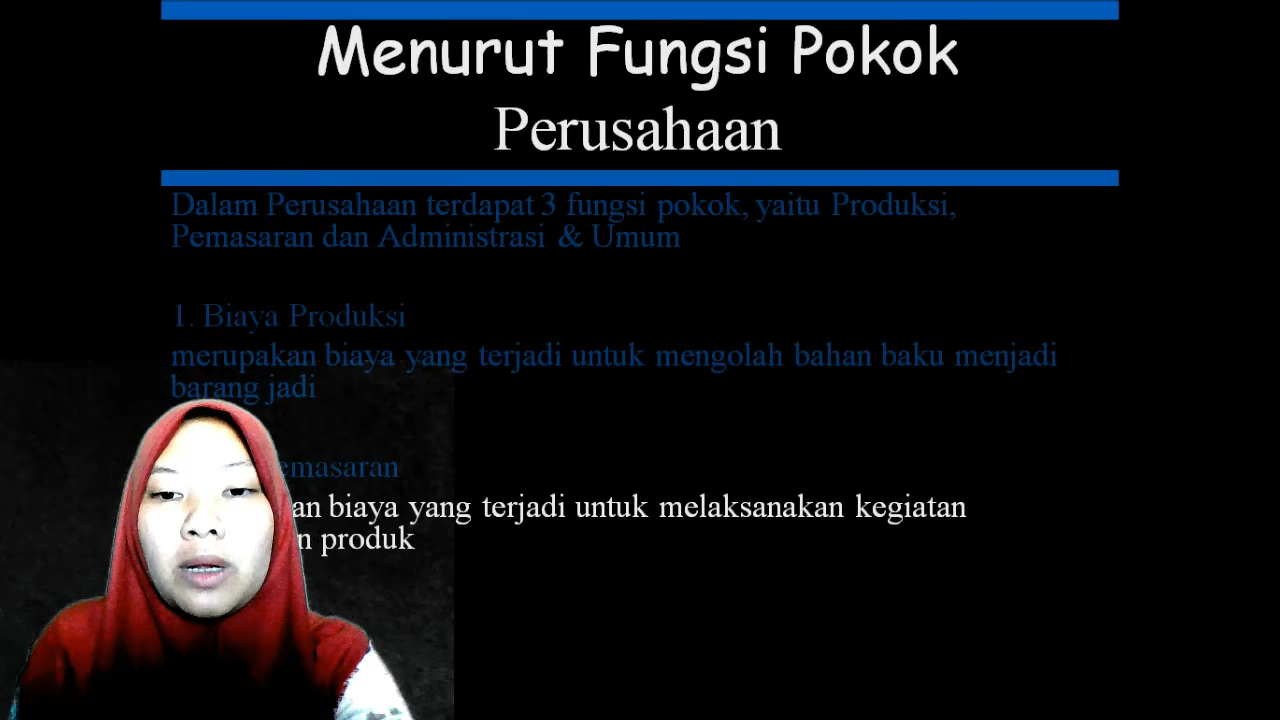 Menurut Fungsi Pokok
Perusahaan
Dalam Perusahaan terdapat 3 fungsi pokok, yaitu Produksi,
Pemasaran dan Administrasi & Umum
1. Biaya Produksi
merupakan biaya yang terjadi untuk mengolah bahan baku menjadi
barang jadi
emasaran
an biaya yang terjadi untuk melaksanakan kegiatan
n produk